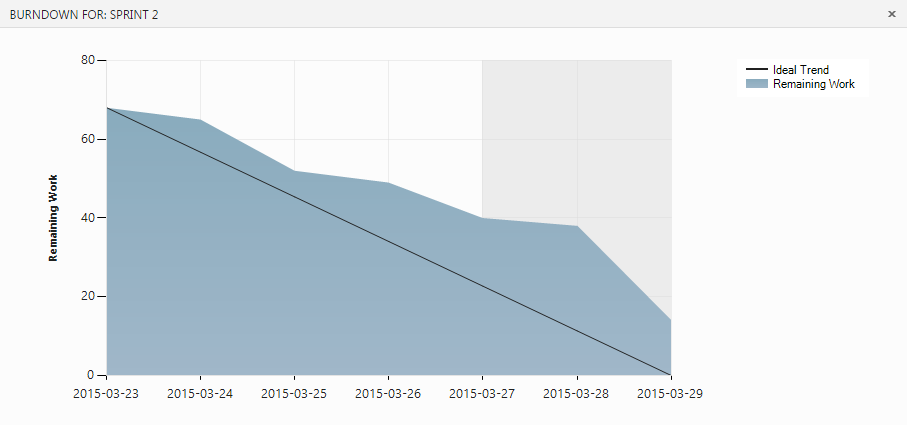 BURNDOWN FOR: SPRINT 2
×
80
60
40
20
0
Remaining Work
2015-03-23 2015-03-24 2015-03-25 2015-03-26 2015-03-27 2015-03-28 2015-03-29
Ideal Trend
Remaining Work